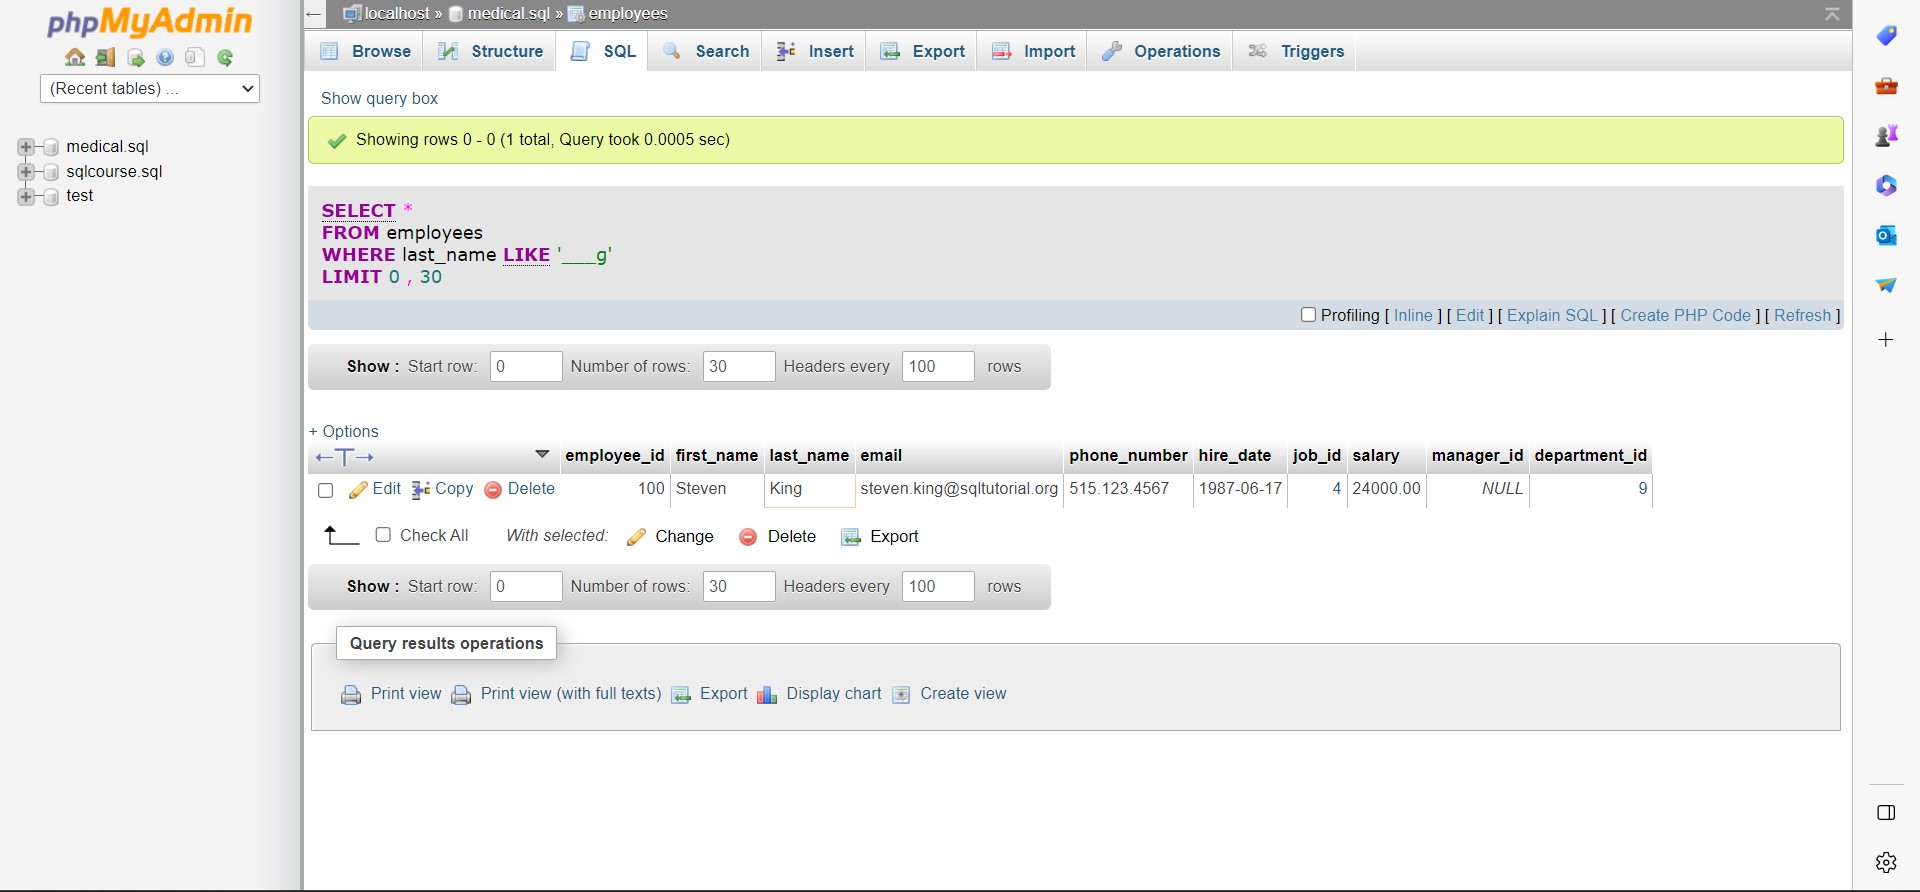 phpMyAdmin
(Recent tables) ...
medical.sql
sqlcourse.sql
test
← localhost » medical.sql » employees
Browse Structure SQL Search Insert Export Import Operations Triggers
Show query box
Showing rows 0 - 0 (1 total, Query took 0.0005 sec)
SELECT *
FROM employees
WHERE last_name LIKE '___g'
LIMIT 0 , 30
Profiling [ Inline ] [ Edit ] [ Explain SQL ] [ Create PHP Code ] [ Refresh ]
Show : Start row: 0 Number of rows: 30 Headers every 100 rows
+ Options
←T→ employee_id first_name last_name email phone_number hire_date job_id salary manager_id department_id
Edit Copy Delete 100 Steven King steven.king@sqltutorial.org 515.123.4567 1987-06-17 4 24000.00 NULL 9
Check All With selected: Change Delete Export
Show : Start row: 0 Number of rows: 30 Headers every 100 rows
Query results operations
Print view Print view (with full texts) Export Display chart Create view